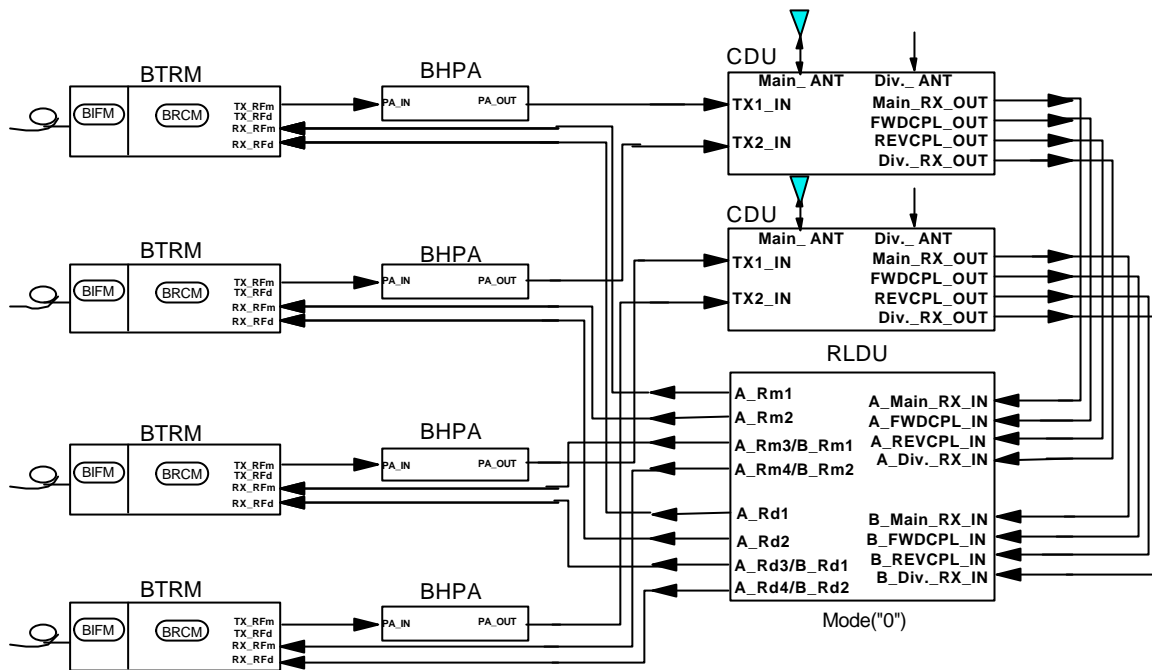 BTRM
BIFM
BRCM
TX_RFm
TX_RFd
RX_RFm
RX_RFd
BHPA
PA_IN
PA_OUT
CDU
Main_ANT
Div._ANT
TX1_IN
TX2_IN
Main_RX_OUT
FWDCPL_OUT
REVCPL_OUT
Div._RX_OUT
BTRM
BIFM
BRCM
TX_RFm
TX_RFd
RX_RFm
RX_RFd
BHPA
PA_IN
PA_OUT
CDU
Main_ ANT
Div._ ANT
TX1_IN
TX2_IN
Main_RX_OUT
FWDCPL_OUT
REVCPL_OUT
Div._RX_OUT
BTRM
BIFM
BRCM
TX_RFm
TX_RFd
RX_RFm
RX_RFd
BHPA
PA_IN
PA_OUT
RLDU
A_Rm1
A_Rm2
A_Rm3/B_Rm1
A_Rm4/B_Rm2
A_Rd1
A_Rd2
A_Rd3/B_Rd1
A_Rd4/B_Rd2
A_Main_RX_IN
A_FWDCPL_IN
A_REVCPL_IN
A_Div._RX_IN
B_Main_RX_IN
B_FWDCPL_IN
B_REVCPL_IN
B_Div._RX_IN
Mode("0")
BTRM
BIFM
BRCM
TX_RFm
TX_RFd
RX_RFm
RX_RFd
BHPA
PA_IN
PA_OUT